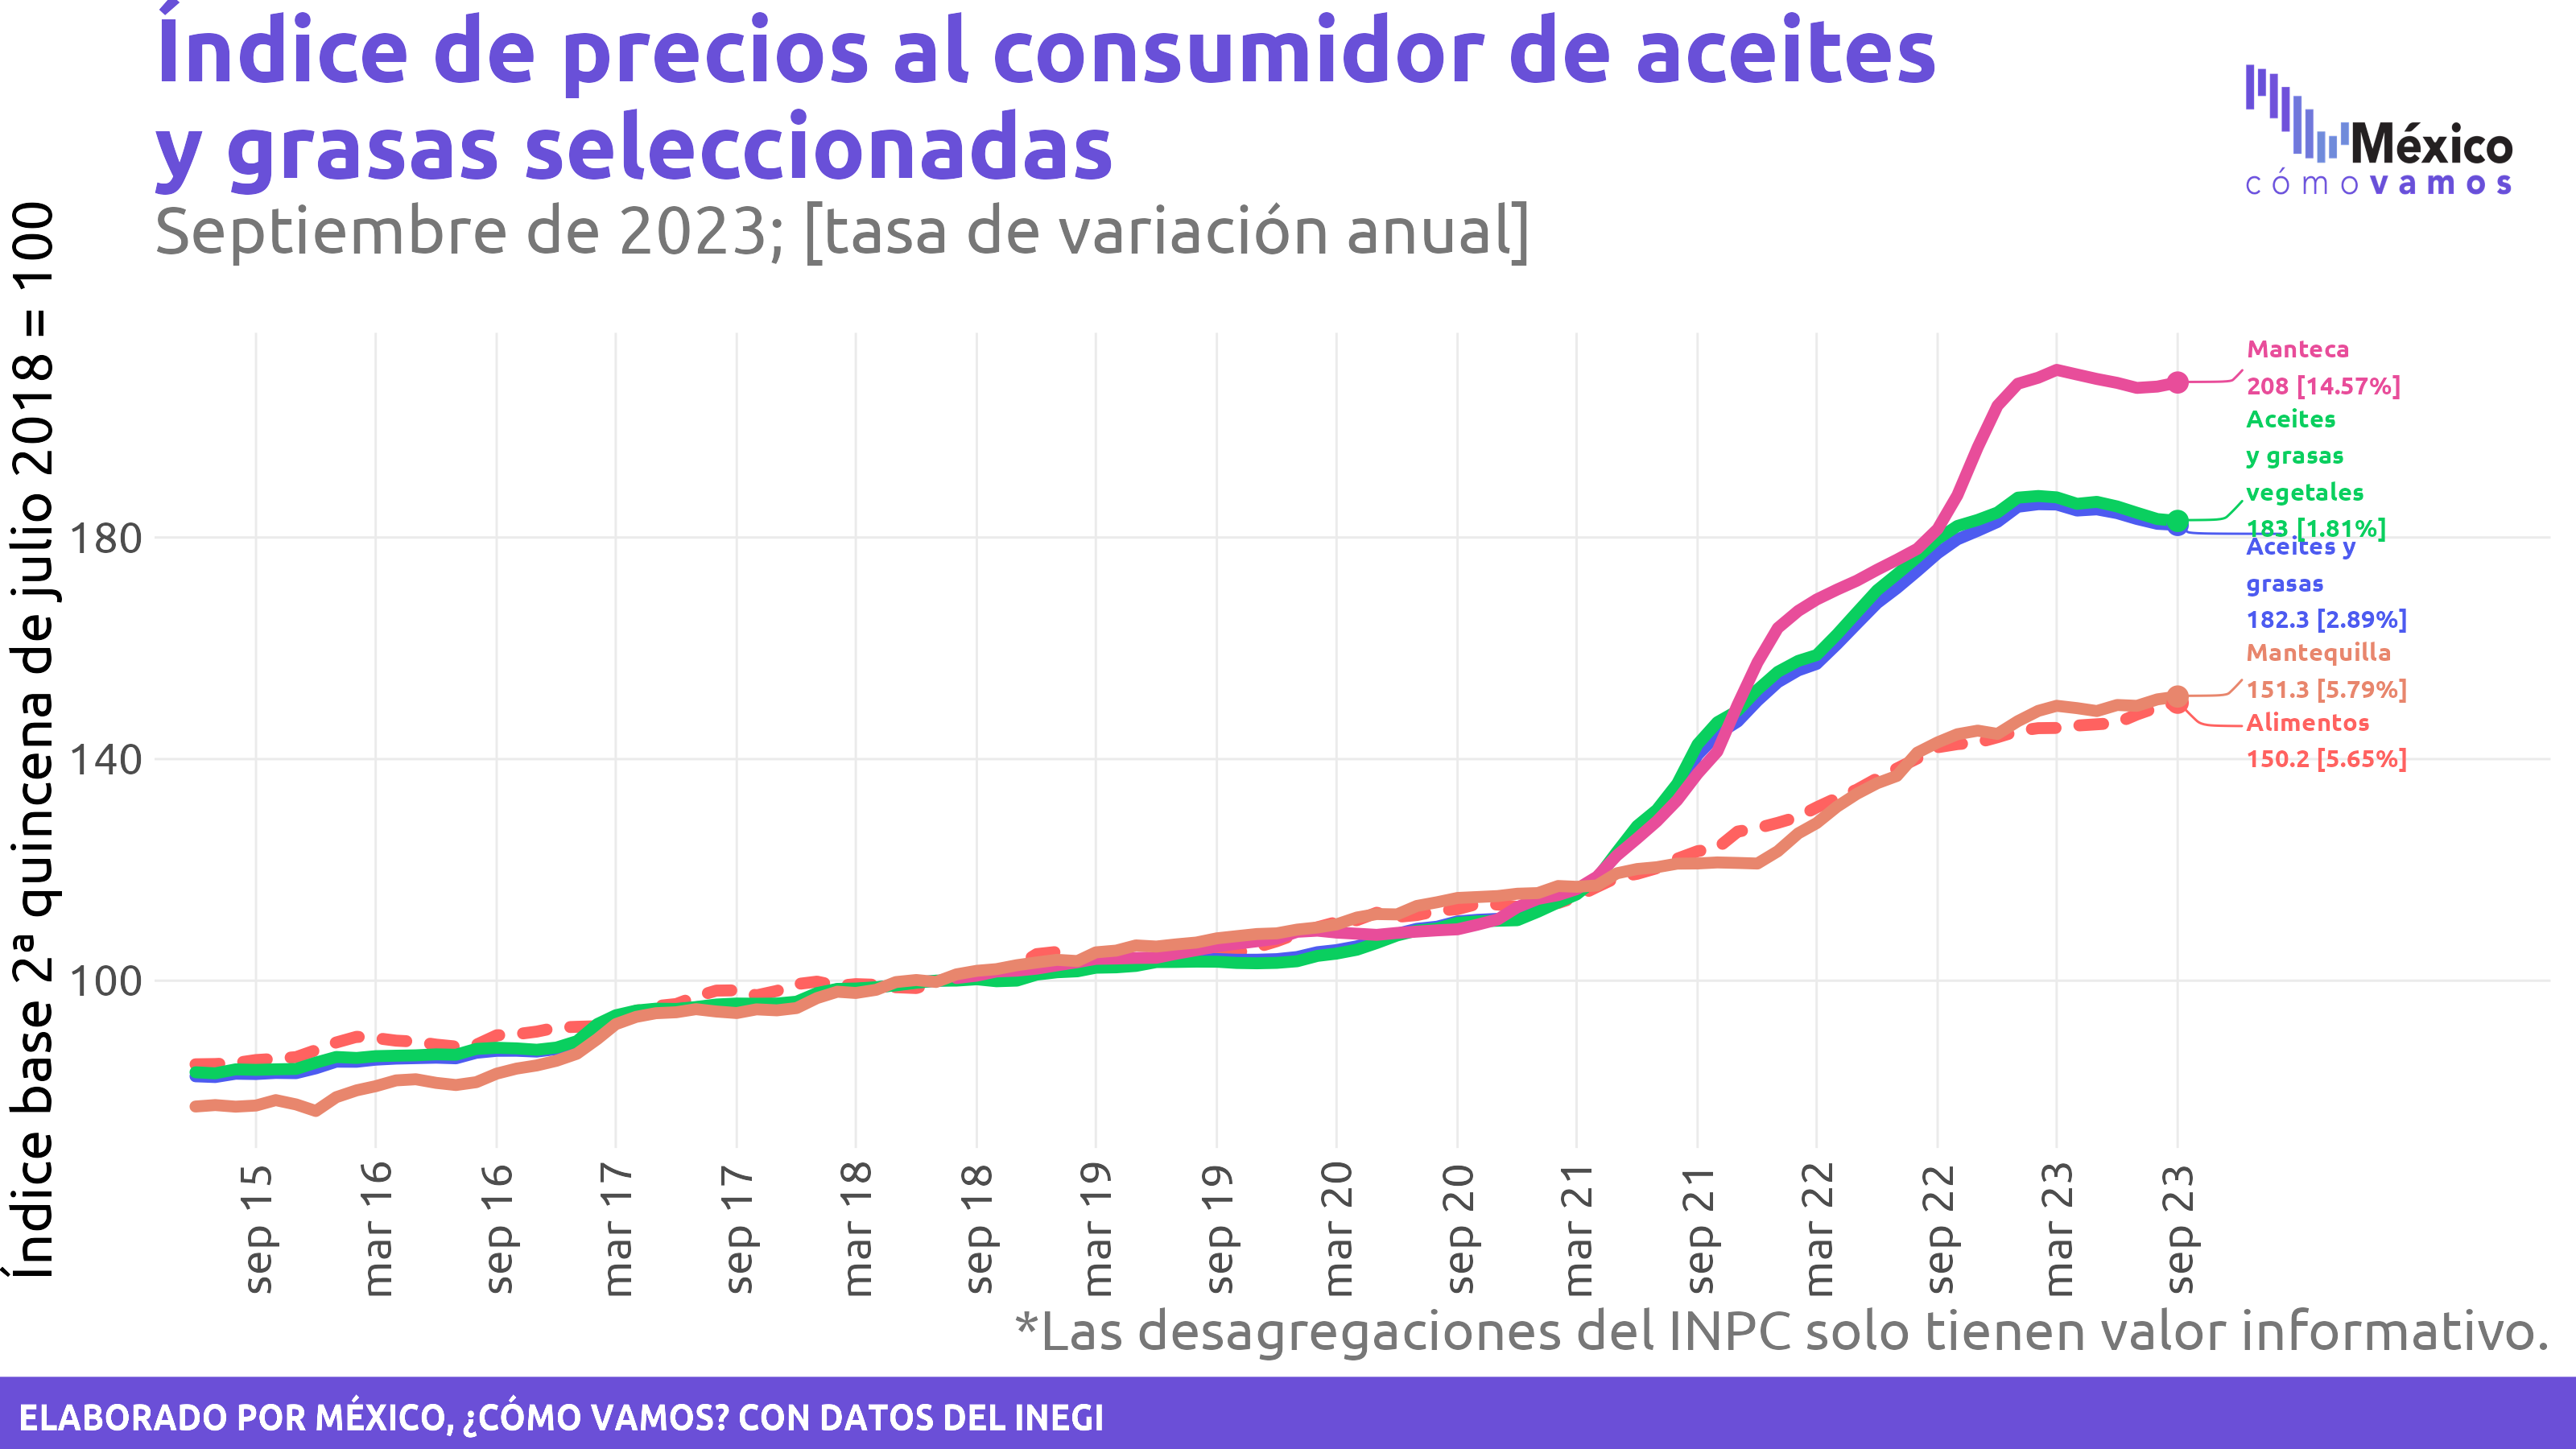 Índice de precios al consumidor de aceites
y grasas seleccionadas
Septiembre de 2023; [tasa de variación anual]
México
cómo vamos
Índice base 2ª quincena de julio 2018 = 100
180
140
100
Manteca
208 [14.57%]
Aceites
y grasas
vegetales
183 [1.81%]
Aceites y
grasas
182.3 [2.89%]
Mantequilla
151.3 [5.79%]
Alimentos
150.2 [5.65%]
sep 15
mar 16
sep 16
mar 17
sep 17
mar 18
sep 18
mar 19
sep 19
mar 20
sep 20
mar 21
sep 21
mar 22
sep 22
mar 23
sep 23
*Las desagregaciones del INPC solo tienen valor informativo.
ELABORADO POR MÉXICO, ¿CÓMO VAMOS? CON DATOS DEL INEGI